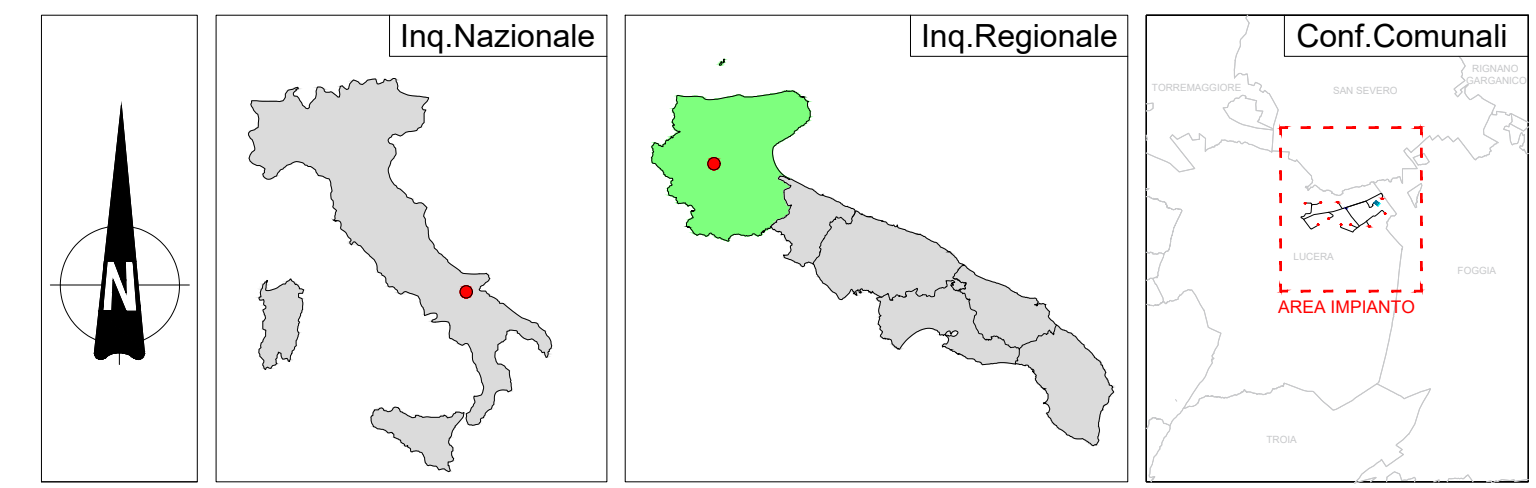 N
Inq.Nazionale
Inq.Regionale
Conf.Comunali
TORREMAGGIORE
SAN SEVERO
RIGNANO
GARGANICO
LUCERA
FOGGIA
AREA IMPIANTO
TROIA